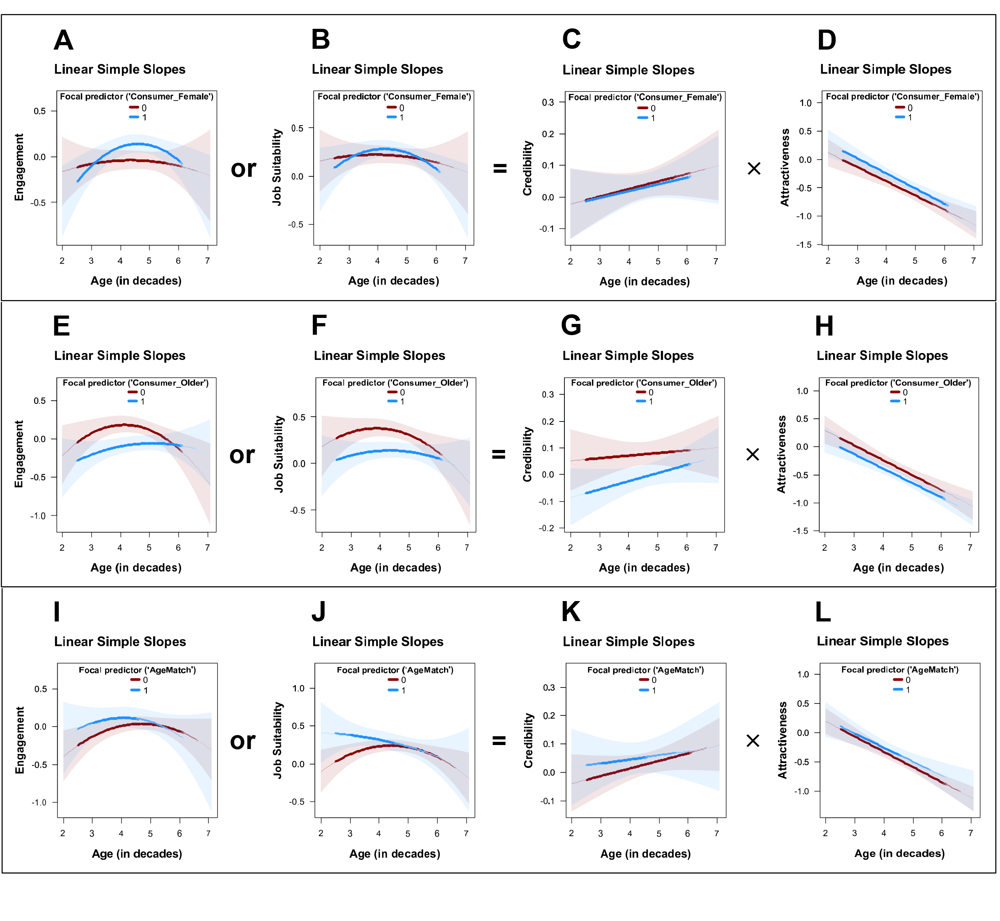 A
B
C
D
Linear Simple Slopes
Linear Simple Slopes
Linear Simple Slopes
Linear Simple Slopes
Focal predictor ('Consumer_Female')
0
1
Engagement
0.5
0.0
-0.5
2 3 4 5 6 7
Age (in decades)
or
Focal predictor ('Consumer_Female')
0
1
Job Suitability
0.5
0.0
-0.5
2 3 4 5 6 7
Age (in decades)
=
Focal predictor ('Consumer_Female')
0
1
Credibility
0.3
0.2
0.1
0.0
-0.1
2 3 4 5 6 7
Age (in decades)
×
Focal predictor ('Consumer_Female')
0
1
Attractiveness
1.0
0.5
0.0
-0.5
-1.0
-1.5
2 3 4 5 6 7
Age (in decades)
E
F
G
H
Linear Simple Slopes
Linear Simple Slopes
Linear Simple Slopes
Linear Simple Slopes
Focal predictor ('Consumer_Older')
0
1
Engagement
0.5
0.0
-0.5
-1.0
2 3 4 5 6 7
Age (in decades)
or
Focal predictor ('Consumer_Older')
0
1
Job Suitability
0.5
0.0
-0.5
2 3 4 5 6 7
Age (in decades)
=
Focal predictor ('Consumer_Older')
0
1
Credibility
0.3
0.2
0.1
0.0
-0.1
-0.2
2 3 4 5 6 7
Age (in decades)
×
Focal predictor ('Consumer_Older')
0
1
Attractiveness
1.0
0.5
0.0
-0.5
-1.0
-1.5
2 3 4 5 6 7
Age (in decades)
I
J
K
L
Linear Simple Slopes
Linear Simple Slopes
Linear Simple Slopes
Linear Simple Slopes
Focal predictor ('AgeMatch')
0
1
Engagement
0.5
0.0
-0.5
-1.0
2 3 4 5 6 7
Age (in decades)
or
Focal predictor ('AgeMatch')
0
1
Job Suitability
1.0
0.5
0.0
-0.5
2 3 4 5 6 7
Age (in decades)
=
Focal predictor ('AgeMatch')
0
1
Credibility
0.3
0.2
0.1
0.0
-0.1
2 3 4 5 6 7
Age (in decades)
×
Focal predictor ('AgeMatch')
0
1
Attractiveness
1.0
0.5
0.0
-0.5
-1.0
2 3 4 5 6 7
Age (in decades)